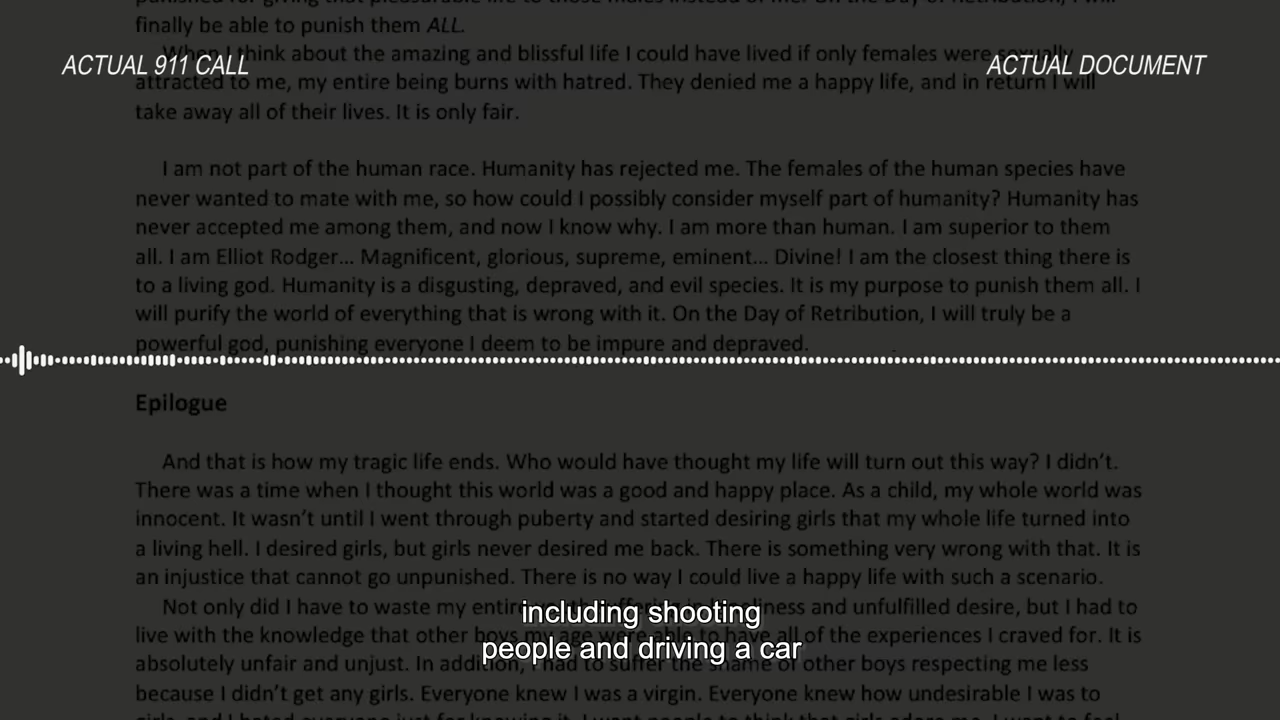 finally be able to punish them ALL.
When I think about the amazing and blissful life I could have lived if only females were sexually
ACTUAL 911 CALL
ACTUAL DOCUMENT
attracted to me, my entire being burns with hatred. They denied me a happy life, and in return I will
take away all of their lives. It is only fair.
I am not part of the human race. Humanity has rejected me. The females of the human species have
never wanted to mate with me, so how could I possibly consider myself part of humanity? Humanity has
never accepted me among them, and now I know why. I am more than human. I am superior to them
all. I am Elliot Rodger... Magnificent, glorious, supreme, eminent... Divine! I am the closest thing there is
to a living god. Humanity is a disgusting, depraved, and evil species. It is my purpose to punish them all. I
will purify the world of everything that is wrong with it. On the Day of Retribution, I will truly be a
powerful god, punishing everyone I deem to be impure and depraved.
Epilogue
And that is how my tragic life ends. Who would have thought my life will turn out this way? I didn't.
There was a time when I thought this world was a good and happy place. As a child, my whole world was
innocent. It wasn't until I went through puberty and started desiring girls that my whole life turned into
a living hell. I desired girls, but girls never desired me back. There is something very wrong with that. It is
an injustice that cannot go unpunished. There is no way I could live a happy life with such a scenario.
Not only did I have to waste my entire loneliness and unfulfilled desire, but I had to
including shooting
live with the knowledge that other boys my age were able to have all of the experiences I craved for. It is
people and driving a car
absolutely unfair and unjust. In addition, I had to suffer the shame of other boys respecting me less
because I didn't get any girls. Everyone knew I was a virgin. Everyone knew how undesirable I was to